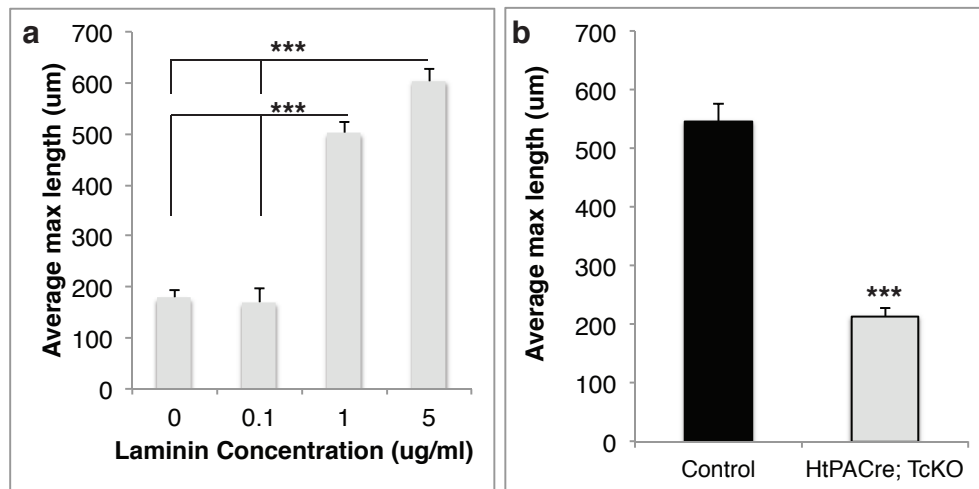 a
Average max length (um)
700
600
500
400
300
200
100
0
***
***
0 0.1 1 5
Laminin Concentration (ug/ml)
b
Average max length (um)
700
600
500
400
300
200
100
0
***
Control HtPACre; TcKO